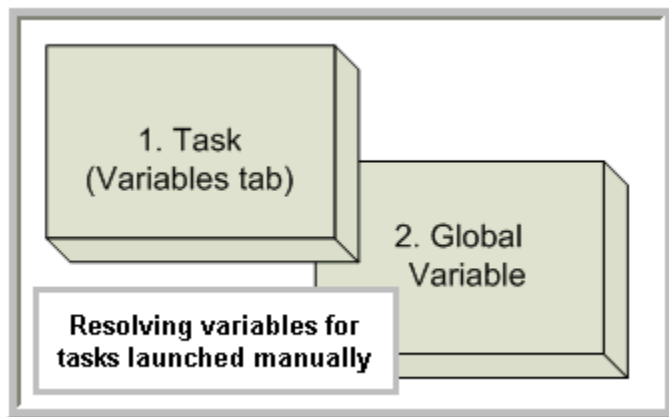 1. Task
(Variables tab)
2. Global
Variable
Resolving variables for
tasks launched manually